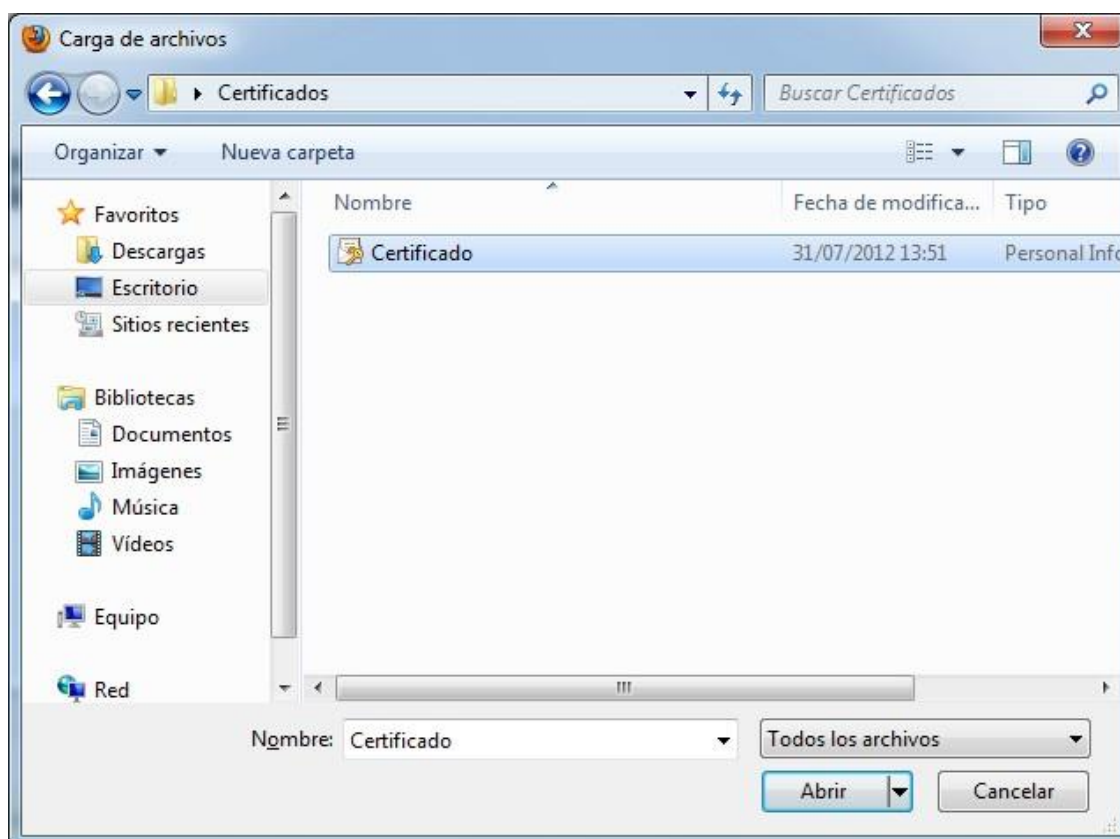 Carga de archivos
Certificados
Buscar Certificados
Organizar
Nueva carpeta
Nombre
Fecha de modifica...
Tipo
Favoritos
Descargas
Escritorio
Sitios recientes
Bibliotecas
Documentos
Imágenes
Música
Vídeos
Equipo
Red
Certificado
31/07/2012 13:51
Personal Info
Nombre:
Certificado
Todos los archivos
Abrir
Cancelar